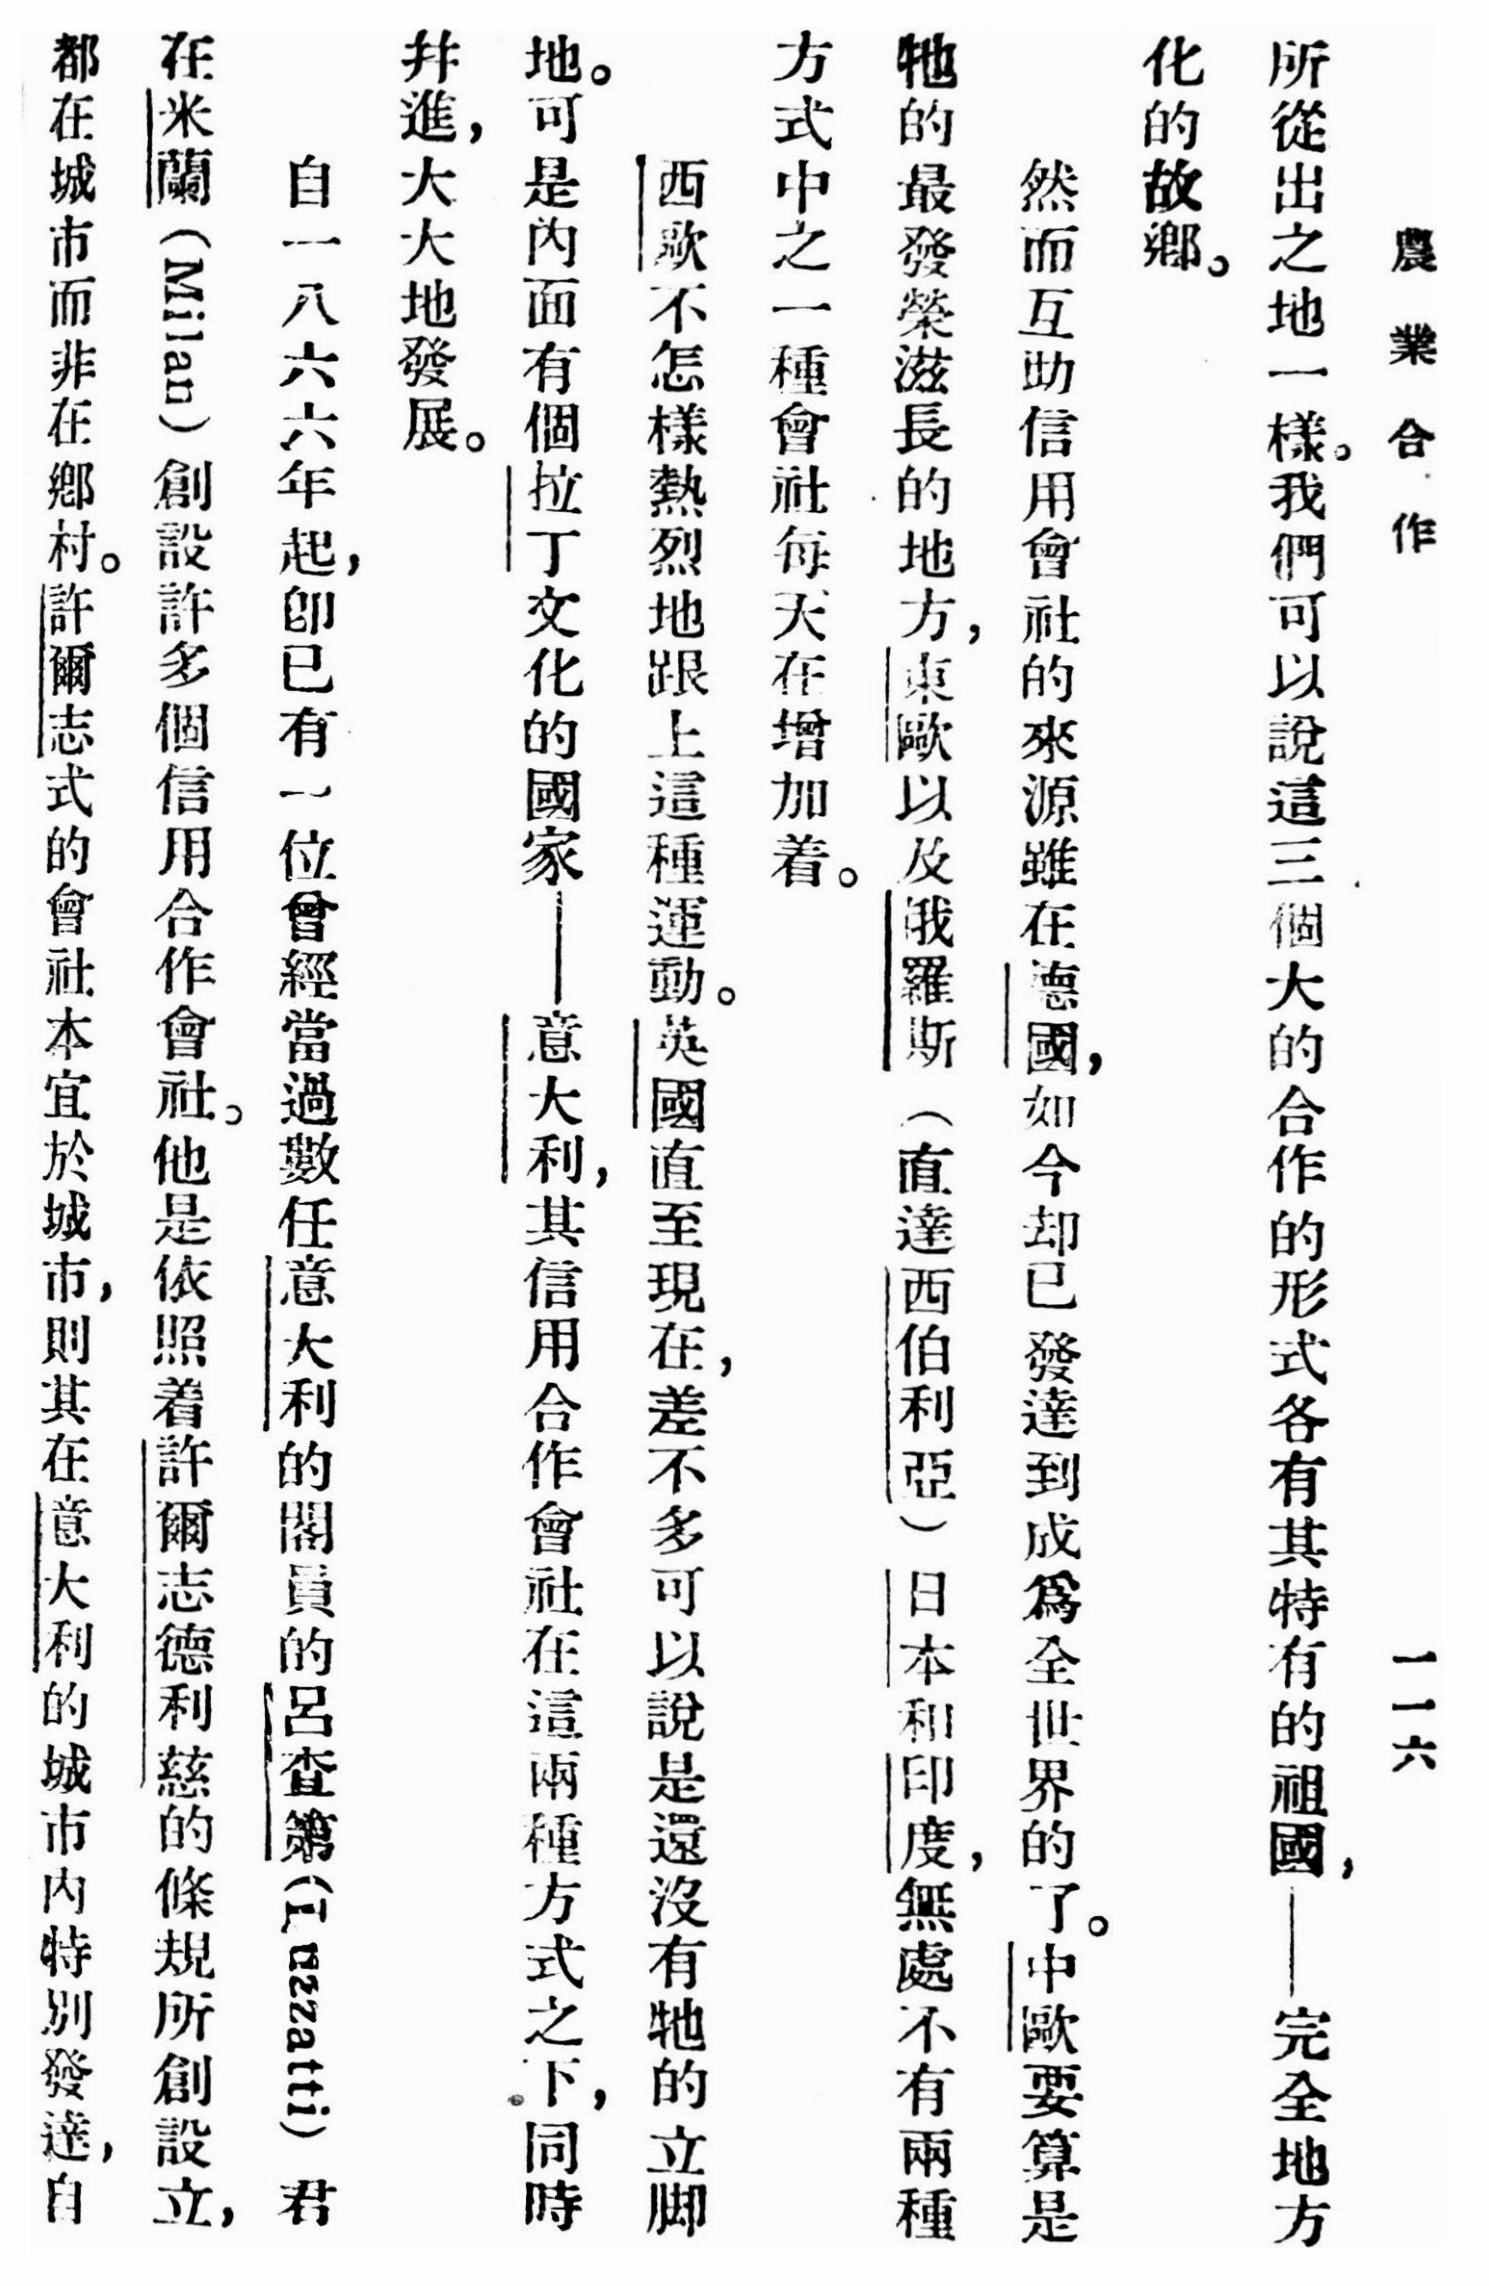 農業合作
一一六
所從出之地一樣。我們可以說這三個大的合作的形式各有其特有的祖國，——完全地方
化的故鄉。
然而互助信用會社的來源雖在德國，如今却已發達到成爲全世界的了。中歐要算是
牠的最發榮滋長的地方，東歐以及俄羅斯（直達西伯利亞）日本和印度，無處不有兩種
方式中之一種會社每天在增加着。
西歐不怎樣熱烈地跟上這種運動。英國直至現在，差不多可以說是還沒有牠的立脚
地。可是內面有個拉丁文化的國家——意大利，其信用合作會社在這兩種方式之下，同時
幷進，大大地發展。
自一八六六年起，卽已有一位曾經當過數任意大利的閣員的呂查第（Luzzatti）君
在米蘭（Milan）創設許多個信用合作會社。他是依照着許爾志德利慈的條規所創設立，
都在城市而非在鄉村。許爾志式的會社本宜於城市，則其在意大利的城市內特別發達，自